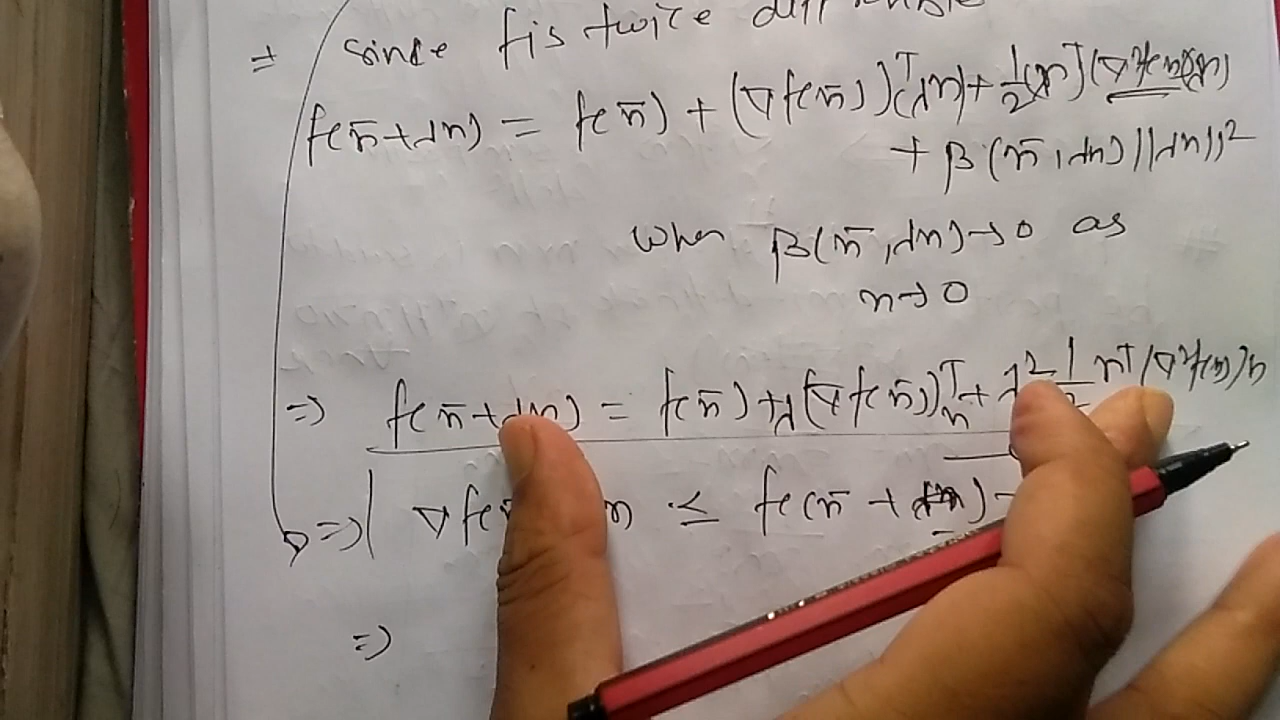 ⇒ since f is twice diff
f(x̄+λx) = f(x̄) + (∇f(x̄))ᵀ(λx) + 1/2 (λx)ᵀ(∇²f(x̄))(λx)
+ β(x̄, λx)||λx||²
when β(x̄, λx) → 0 as
x → 0
⇒ f(x̄+λx) = f(x̄) + λ(∇f(x̄))ᵀx + λ² 1/2 xᵀ(∇²f(x̄))x
⇒ ∇f( x ≤ f(x̄ + λx) -
⇒